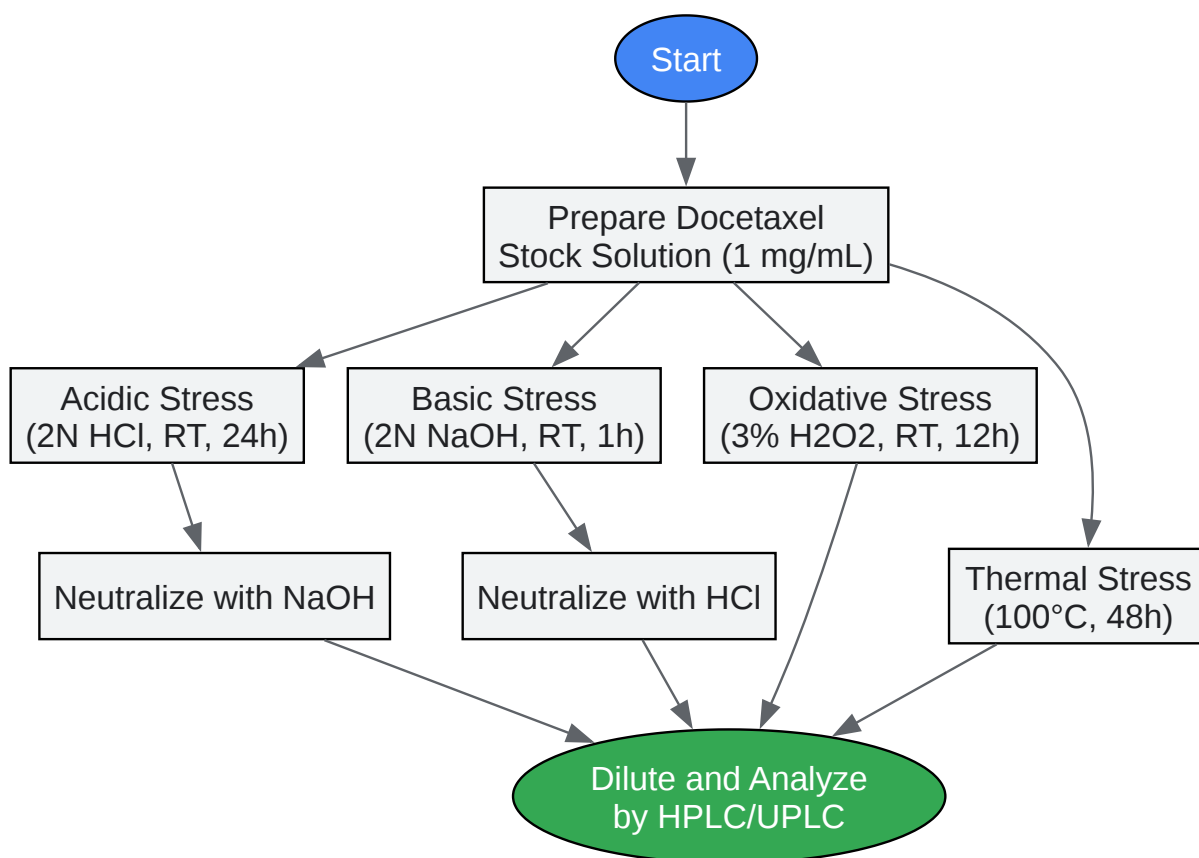 Start
Prepare Docetaxel
Stock Solution (1 mg/mL)
Acidic Stress
(2N HCl, RT, 24h)
Basic Stress
(2N NaOH, RT, 1h)
Oxidative Stress
(3% H2O2, RT, 12h)
Neutralize with NaOH
Neutralize with HCl
Thermal Stress
(100°C, 48h)
Dilute and Analyze
by HPLC/UPLC